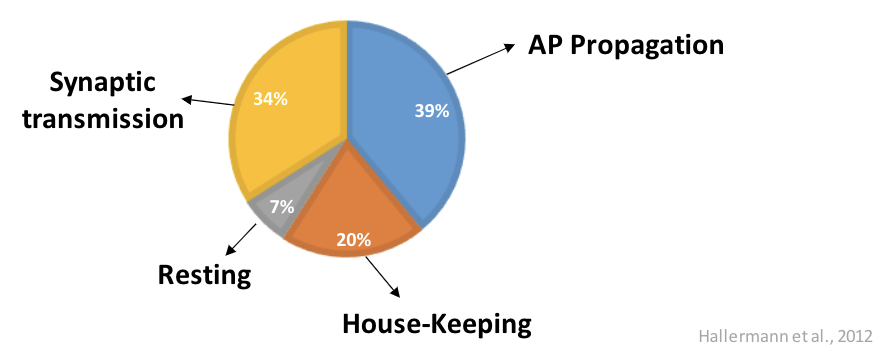 AP Propagation
Synaptic
transmission
34%
39%
7%
20%
Resting
House-Keeping
Hallermann et al., 2012